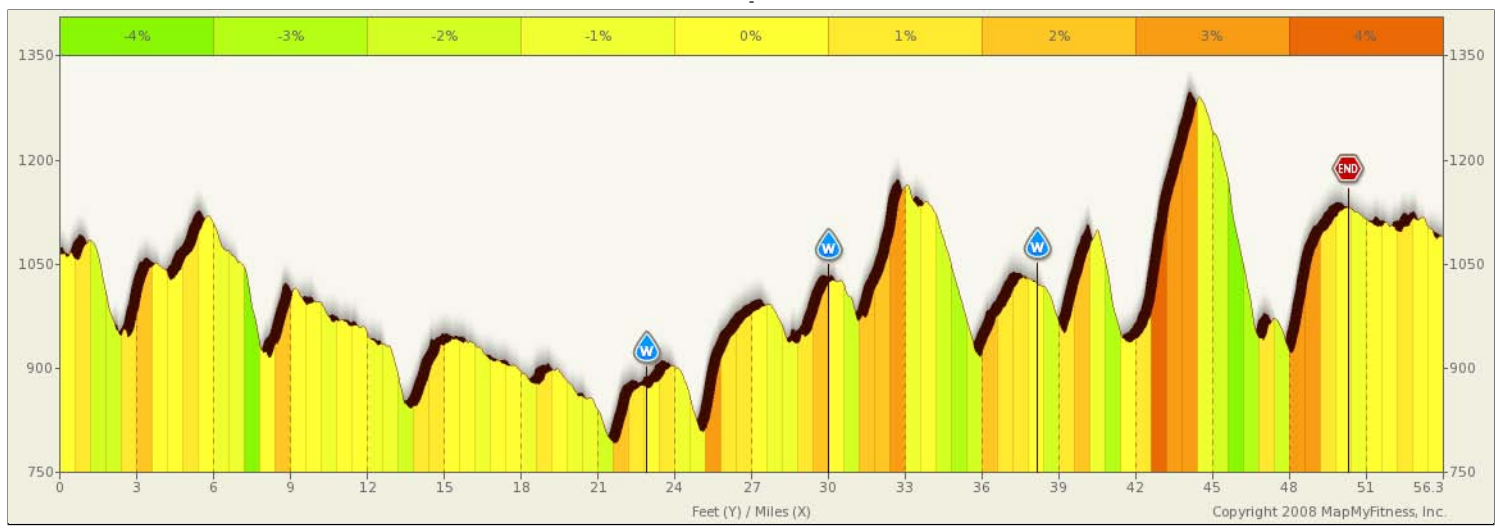 -4% -3% -2% -1% 0% 1% 2% 3% 4%
1350 1350
1200 1200
END
W W
1050 1050
W
900 900
750 750
0 3 6 9 12 15 18 21 24 27 30 33 36 39 42 45 48 51 56.3
Feet (Y) / Miles (X) Copyright 2008 MapMyFitness, Inc.